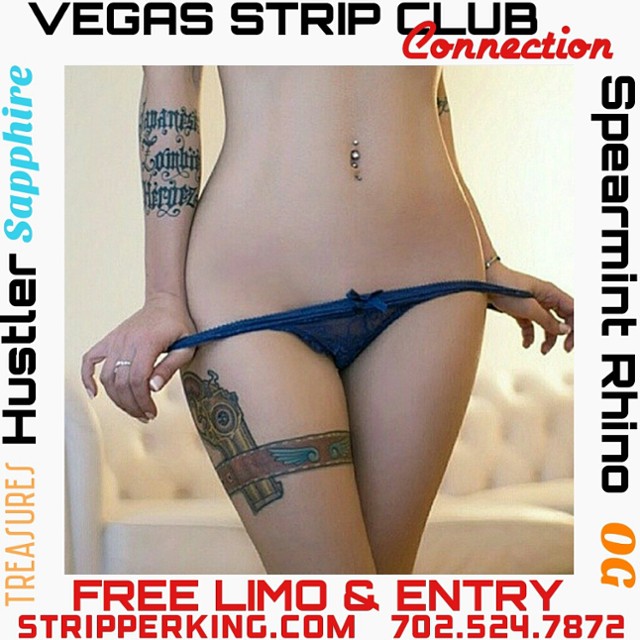 VEGAS STRIP CLUB
Connection
TREASURES Hustler Sapphire
Spearmint Rhino OG
FREE LIMO & ENTRY
STRIPPERKING.COM 702.524.7872